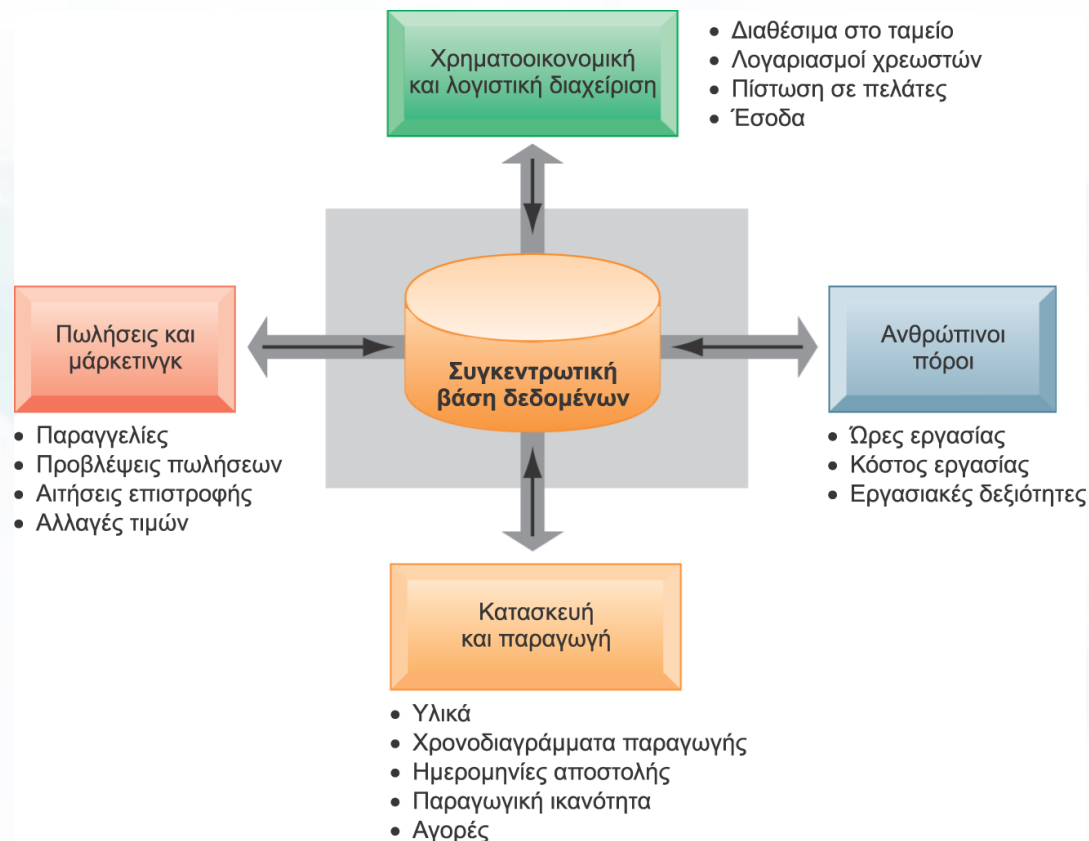 Χρηματοοικονομική
και λογιστική διαχείριση
• Διαθέσιμα στο ταμείο
• Λογαριασμοί χρεωστών
• Πίστωση σε πελάτες
• Έσοδα
Πωλήσεις και
μάρκετινγκ
• Παραγγελίες
• Προβλέψεις πωλήσεων
• Αιτήσεις επιστροφής
• Αλλαγές τιμών
Συγκεντρωτική
βάση δεδομένων
Ανθρώπινοι
πόροι
• Ώρες εργασίας
• Κόστος εργασίας
• Εργασιακές δεξιότητες
Κατασκευή
και παραγωγή
• Υλικά
• Χρονοδιαγράμματα παραγωγής
• Ημερομηνίες αποστολής
• Παραγωγική ικανότητα
• Αγορές